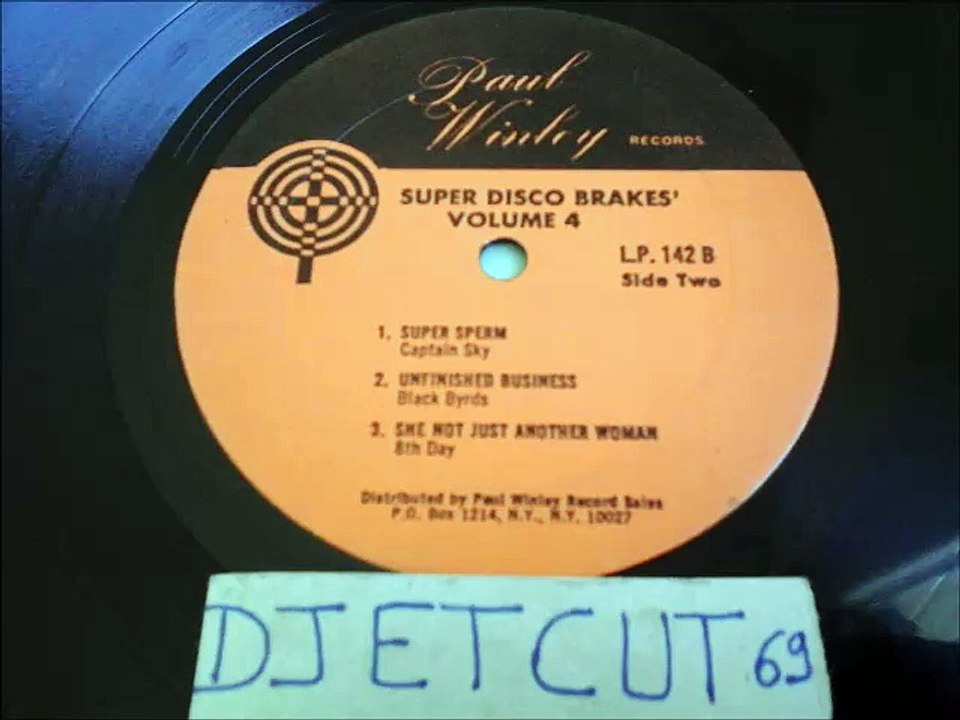 Paul
Winley RECORDS
SUPER DISCO BRAKES'
VOLUME 4
L.P. 142 B
Side Two
1. SUPER SPERM
Captain Sky
2. UNFINISHED BUSINESS
Black Byrds
3. SHE NOT JUST ANOTHER WOMAN
8th Day
Distributed by Paul Winley Record Sales
P.O. Box 1214, N.Y., N.Y. 10027
DJETCUT 69